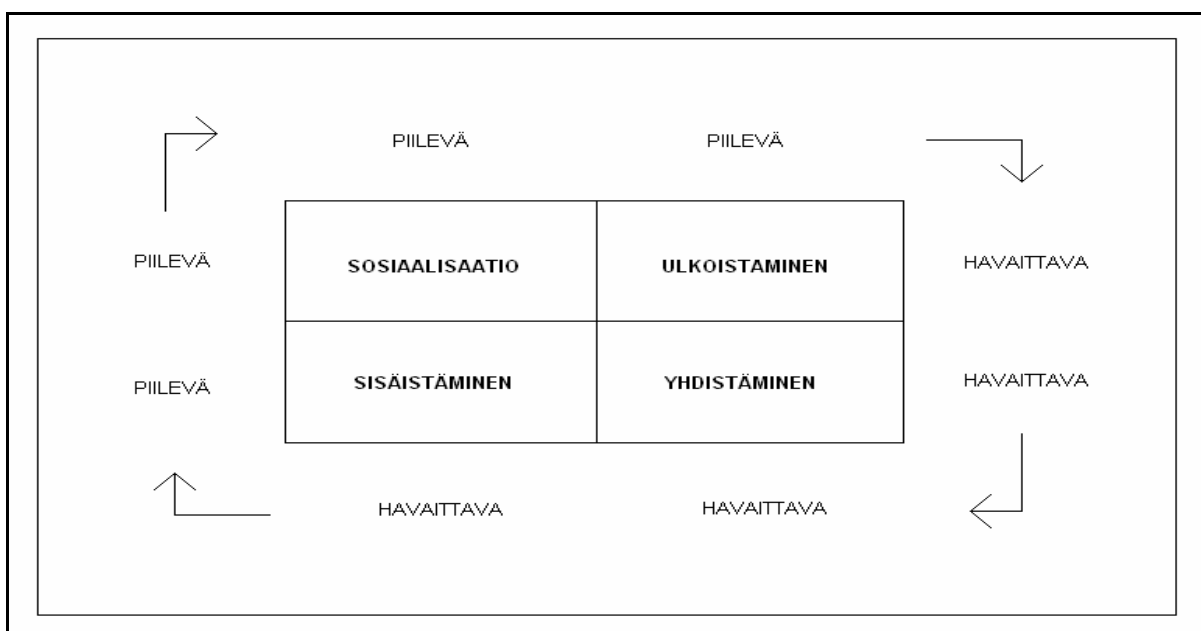 PIILEVÄ PIILEVÄ
PIILEVÄ SOSIAALISAATIO ULKOISTAMINEN HAVAITTAVA
PIILEVÄ SISÄISTÄMINEN YHDISTÄMINEN HAVAITTAVA
HAVAITTAVA HAVAITTAVA